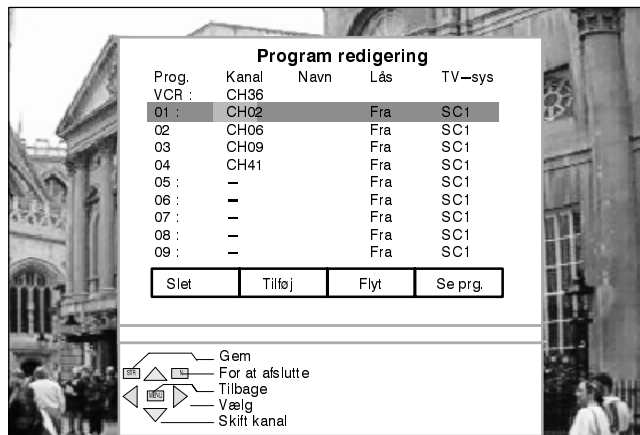 Program redigering
Prog. Kanal Navn Lås TV-sys
VCR : CH36
01 : CH02 Fra SC1
02 CH06 Fra SC1
03 CH09 Fra SC1
04 CH41 Fra SC1
05 : – Fra SC1
06 : – Fra SC1
07 : – Fra SC1
08 : – Fra SC1
09 : – Fra SC1
Slet Tilføj Flyt Se prg.
Gem
STR
For at afslutte
Tilbage
MENU
Vælg
Skift kanal